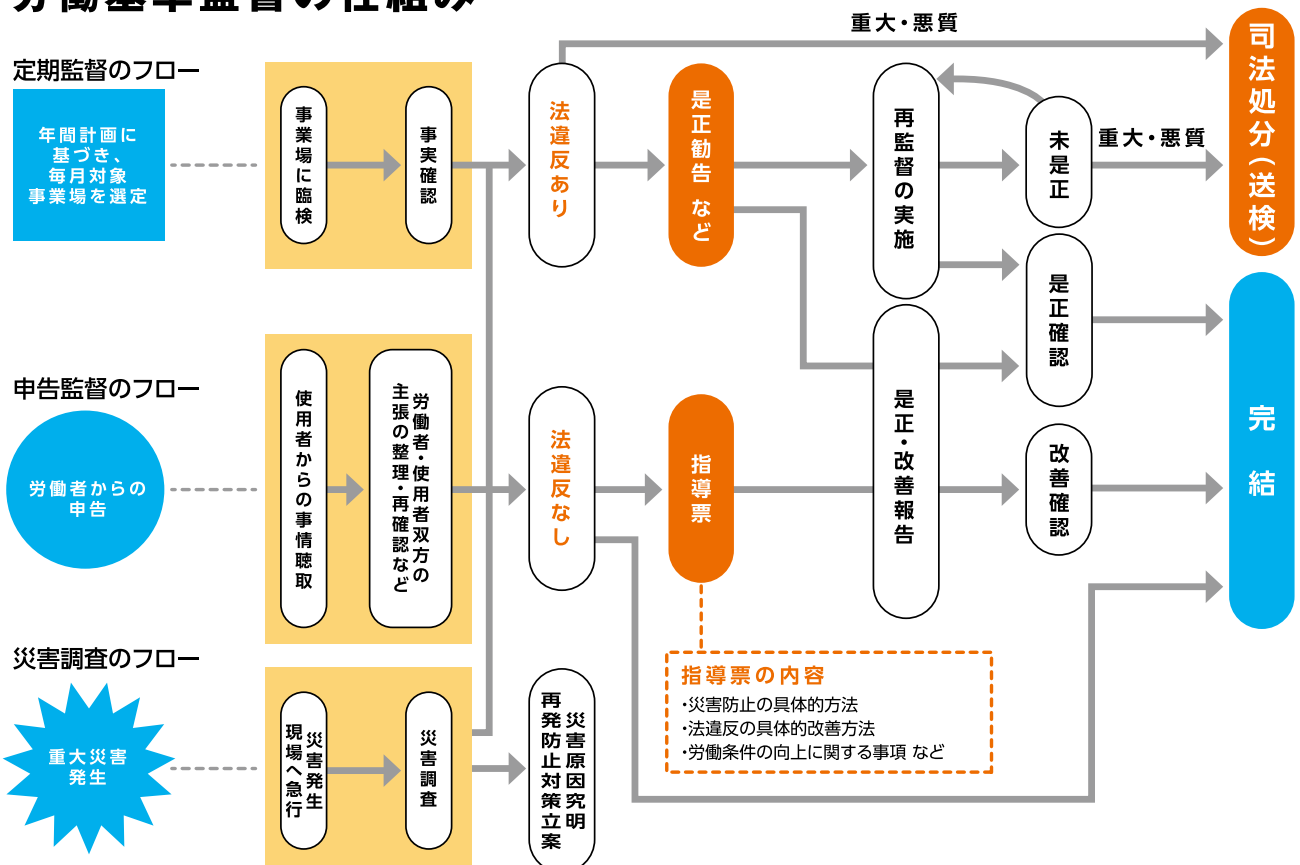 労働基準監督の仕組み
定期監督のフロー
年間計画に
基づき、
毎月対象
事業場を選定
事業場に臨検
事実確認
法違反あり
是正勧告 など
再監督の実施
未是正
重大・悪質
重大・悪質
司法処分(送検)
是正確認
申告監督のフロー
労働者からの
申告
使用者からの事情聴取
労働者・使用者双方の
主張の整理・再確認など
法違反なし
指導票
是正・改善報告
改善確認
完結
災害調査のフロー
重大災害
発生
災害発生
現場へ急行
災害調査
災害原因究明
再発防止対策立案
指導票の内容
・災害防止の具体的方法
・法違反の具体的改善方法
・労働条件の向上に関する事項 など